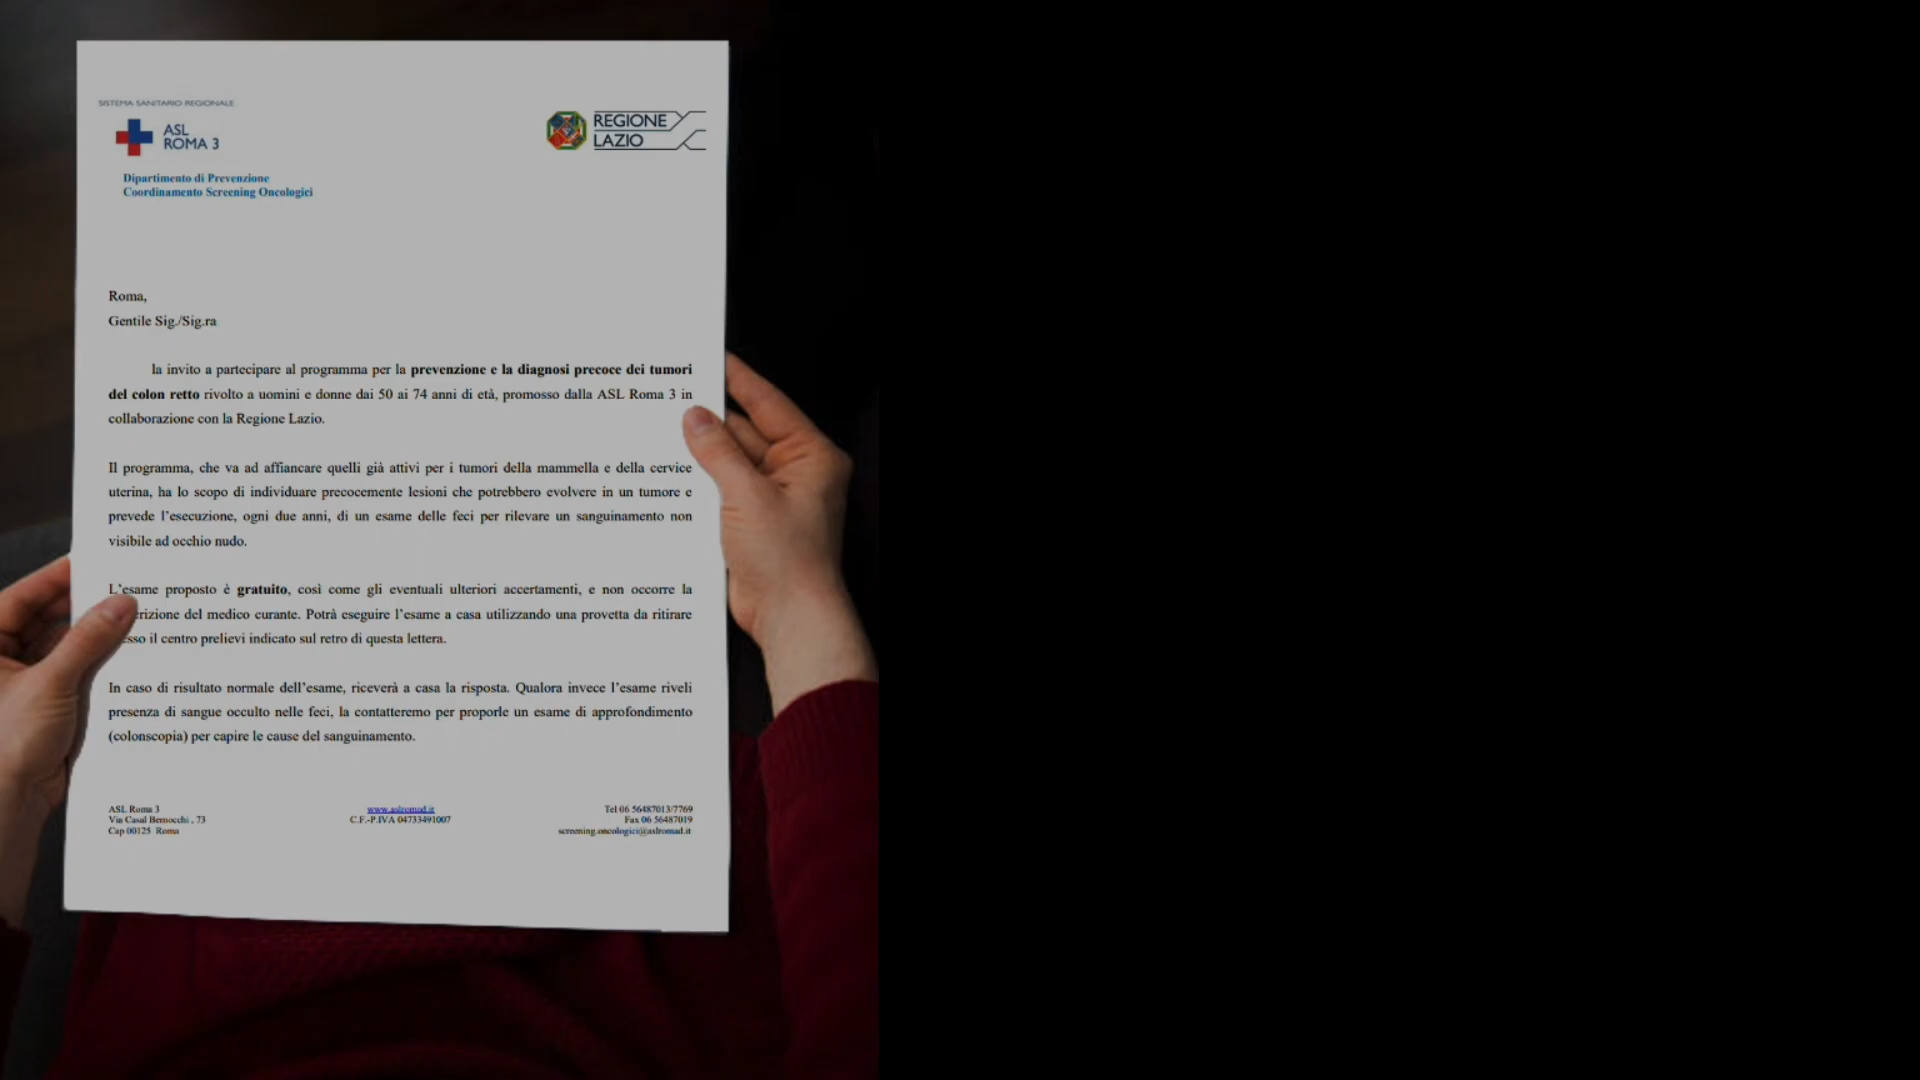 SISTEMA SANITARIO REGIONALE
ASL
ROMA 3
REGIONE
LAZIO
Dipartimento di Prevenzione
Coordinamento Screening Oncologici
Roma,
Gentile Sig./Sig.ra
la invito a partecipare al programma per la prevenzione e la diagnosi precoce dei tumori
del colon retto rivolto a uomini e donne dai 50 ai 74 anni di età, promosso dalla ASL Roma 3 in
collaborazione con la Regione Lazio.
Il programma, che va ad affiancare quelli già attivi per i tumori della mammella e della cervice
uterina, ha lo scopo di individuare precocemente lesioni che potrebbero evolvere in un tumore e
prevede l'esecuzione, ogni due anni, di un esame delle feci per rilevare un sanguinamento non
visibile ad occhio nudo.
L'esame proposto è gratuito, così come gli eventuali ulteriori accertamenti, e non occorre la
del medico curante. Potrà eseguire l'esame a casa utilizzando una provetta da ritirare
il centro prelievi indicato sul retro di questa lettera.
In caso di risultato normale dell'esame, riceverà a casa la risposta. Qualora invece l'esame riveli
presenza di sangue occulto nelle feci, la contatteremo per proporle un esame di approfondimento
(colonscopia) per capire le cause del sanguinamento.
ASL Roma 3
Via Casal Bernocchi , 73
Cap 00125 Roma
www.aslromad.it
C.F.-P.IVA 04733491007
Tel 06 56487013/7769
Fax 06 56487019
screening.oncologici@aslromad.it